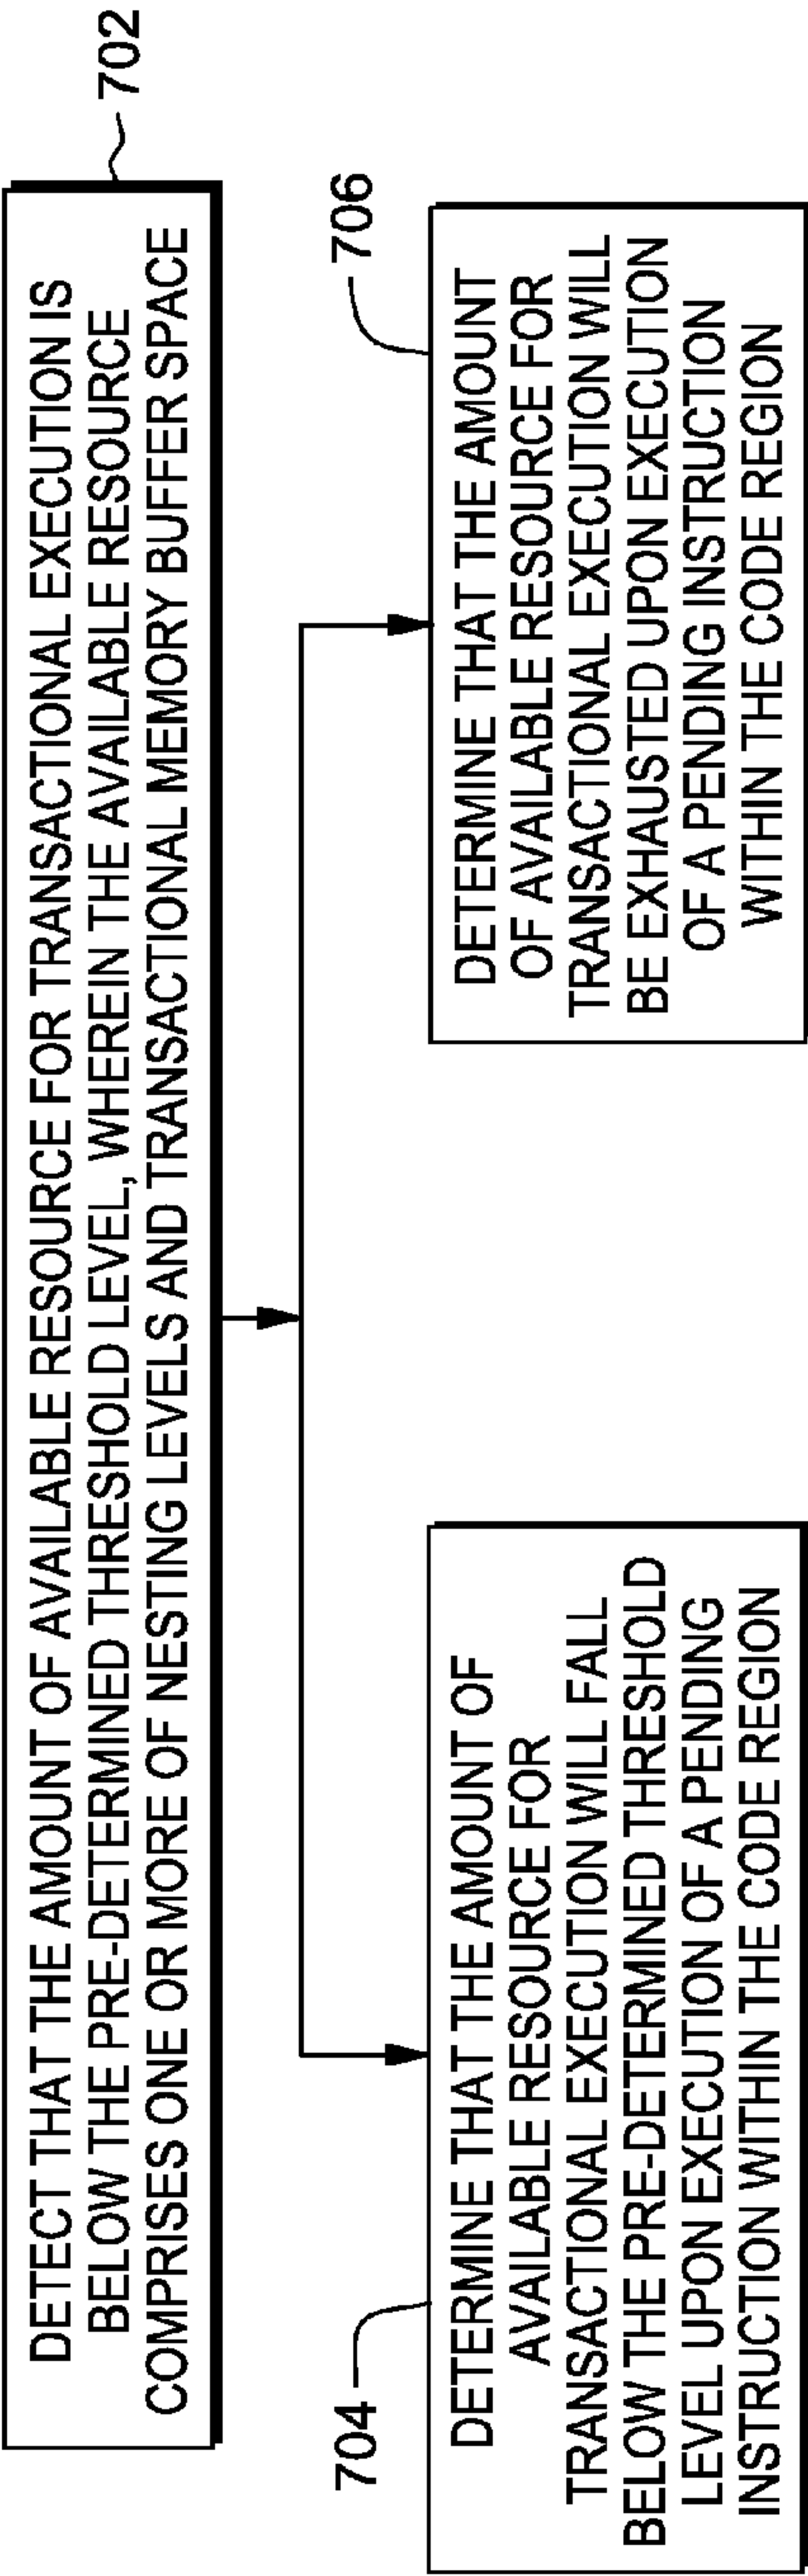 DETECT THAT THE AMOUNT OF AVAILABLE RESOURCE FOR TRANSACTIONAL EXECUTION IS
BELOW THE PRE-DETERMINED THRESHOLD LEVEL, WHEREIN THE AVAILABLE RESOURCE
COMPRISES ONE OR MORE OF NESTING LEVELS AND TRANSACTIONAL MEMORY BUFFER SPACE
702
704
DETERMINE THAT THE AMOUNT OF
AVAILABLE RESOURCE FOR
TRANSACTIONAL EXECUTION WILL FALL
BELOW THE PRE-DETERMINED THRESHOLD
LEVEL UPON EXECUTION OF A PENDING
INSTRUCTION WITHIN THE CODE REGION
706
DETERMINE THAT THE AMOUNT
OF AVAILABLE RESOURCE FOR
TRANSACTIONAL EXECUTION WILL
BE EXHAUSTED UPON EXECUTION
OF A PENDING INSTRUCTION
WITHIN THE CODE REGION